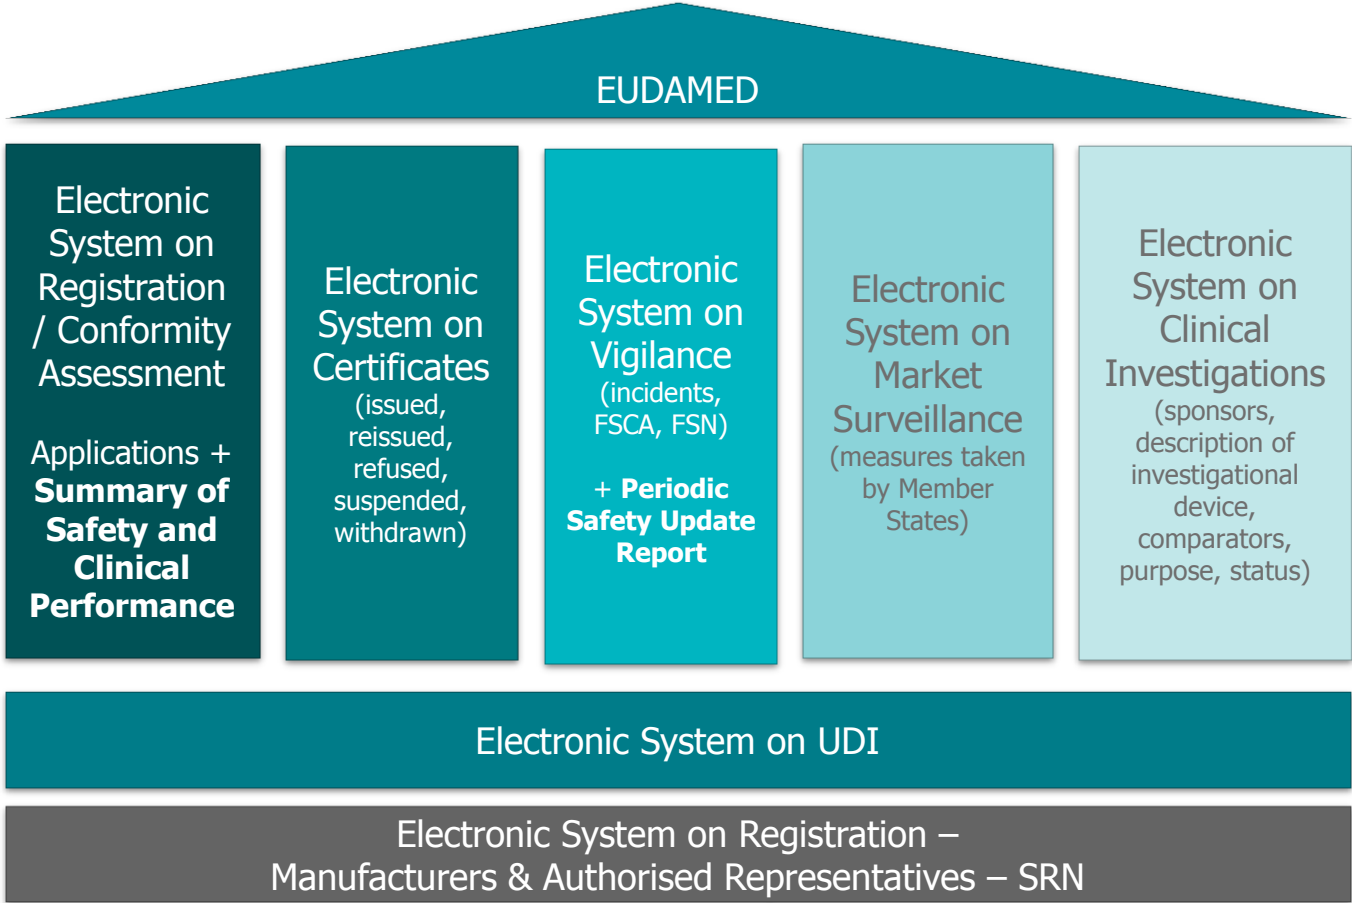 EUDAMED
Electronic
System on
Registration
/ Conformity
Assessment
Applications +
Summary of
Safety and
Clinical
Performance
Electronic
System on
Certificates
(issued,
reissued,
refused,
suspended,
withdrawn)
Electronic
System on
Vigilance
(incidents,
FSCA, FSN)
+ Periodic
Safety Update
Report
Electronic
System on
Market
Surveillance
(measures taken
by Member
States)
Electronic
System on
Clinical
Investigations
(sponsors,
description of
investigational
device,
comparators,
purpose, status)
Electronic System on UDI
Electronic System on Registration –
Manufacturers & Authorised Representatives – SRN